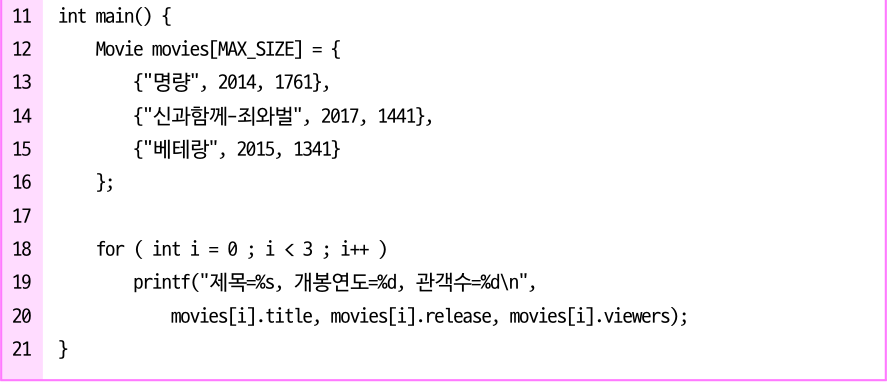 11 int main() {
12     Movie movies[MAX_SIZE] = {
13         {"명량", 2014, 1761},
14         {"신과함께-죄와벌", 2017, 1441},
15         {"베테랑", 2015, 1341}
16     };
17
18     for ( int i = 0 ; i < 3 ; i++ )
19         printf("제목=%s, 개봉연도=%d, 관객수=%d\n",
20             movies[i].title, movies[i].release, movies[i].viewers);
21 }